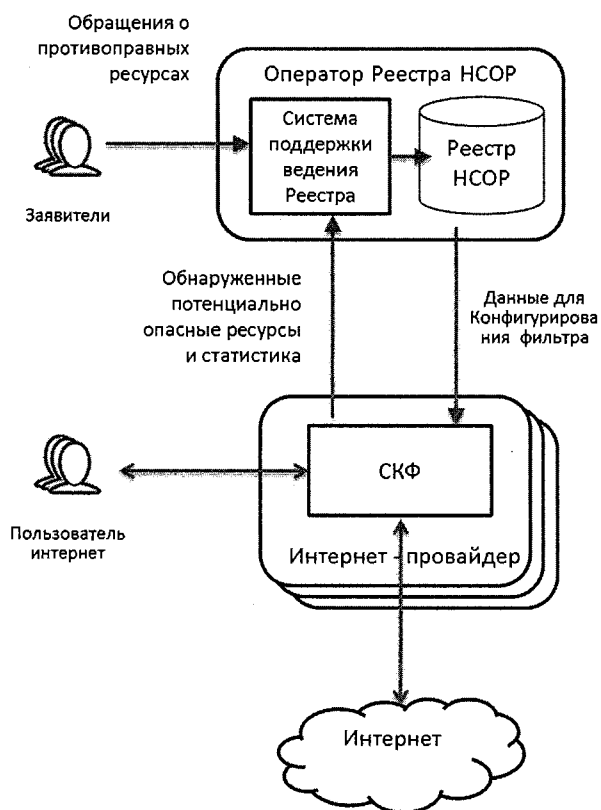 Обращения о
противоправных
ресурсах
Оператор Реестра НСОР
Система
поддержки
ведения
Реестра
Реестр
НСОР
Заявители
Обнаруженные
потенциально
опасные ресурсы
и статистика
Данные для
Конфигурирова
ния фильтра
СКФ
Пользователь
интернет
Интернет - провайдер
Интернет